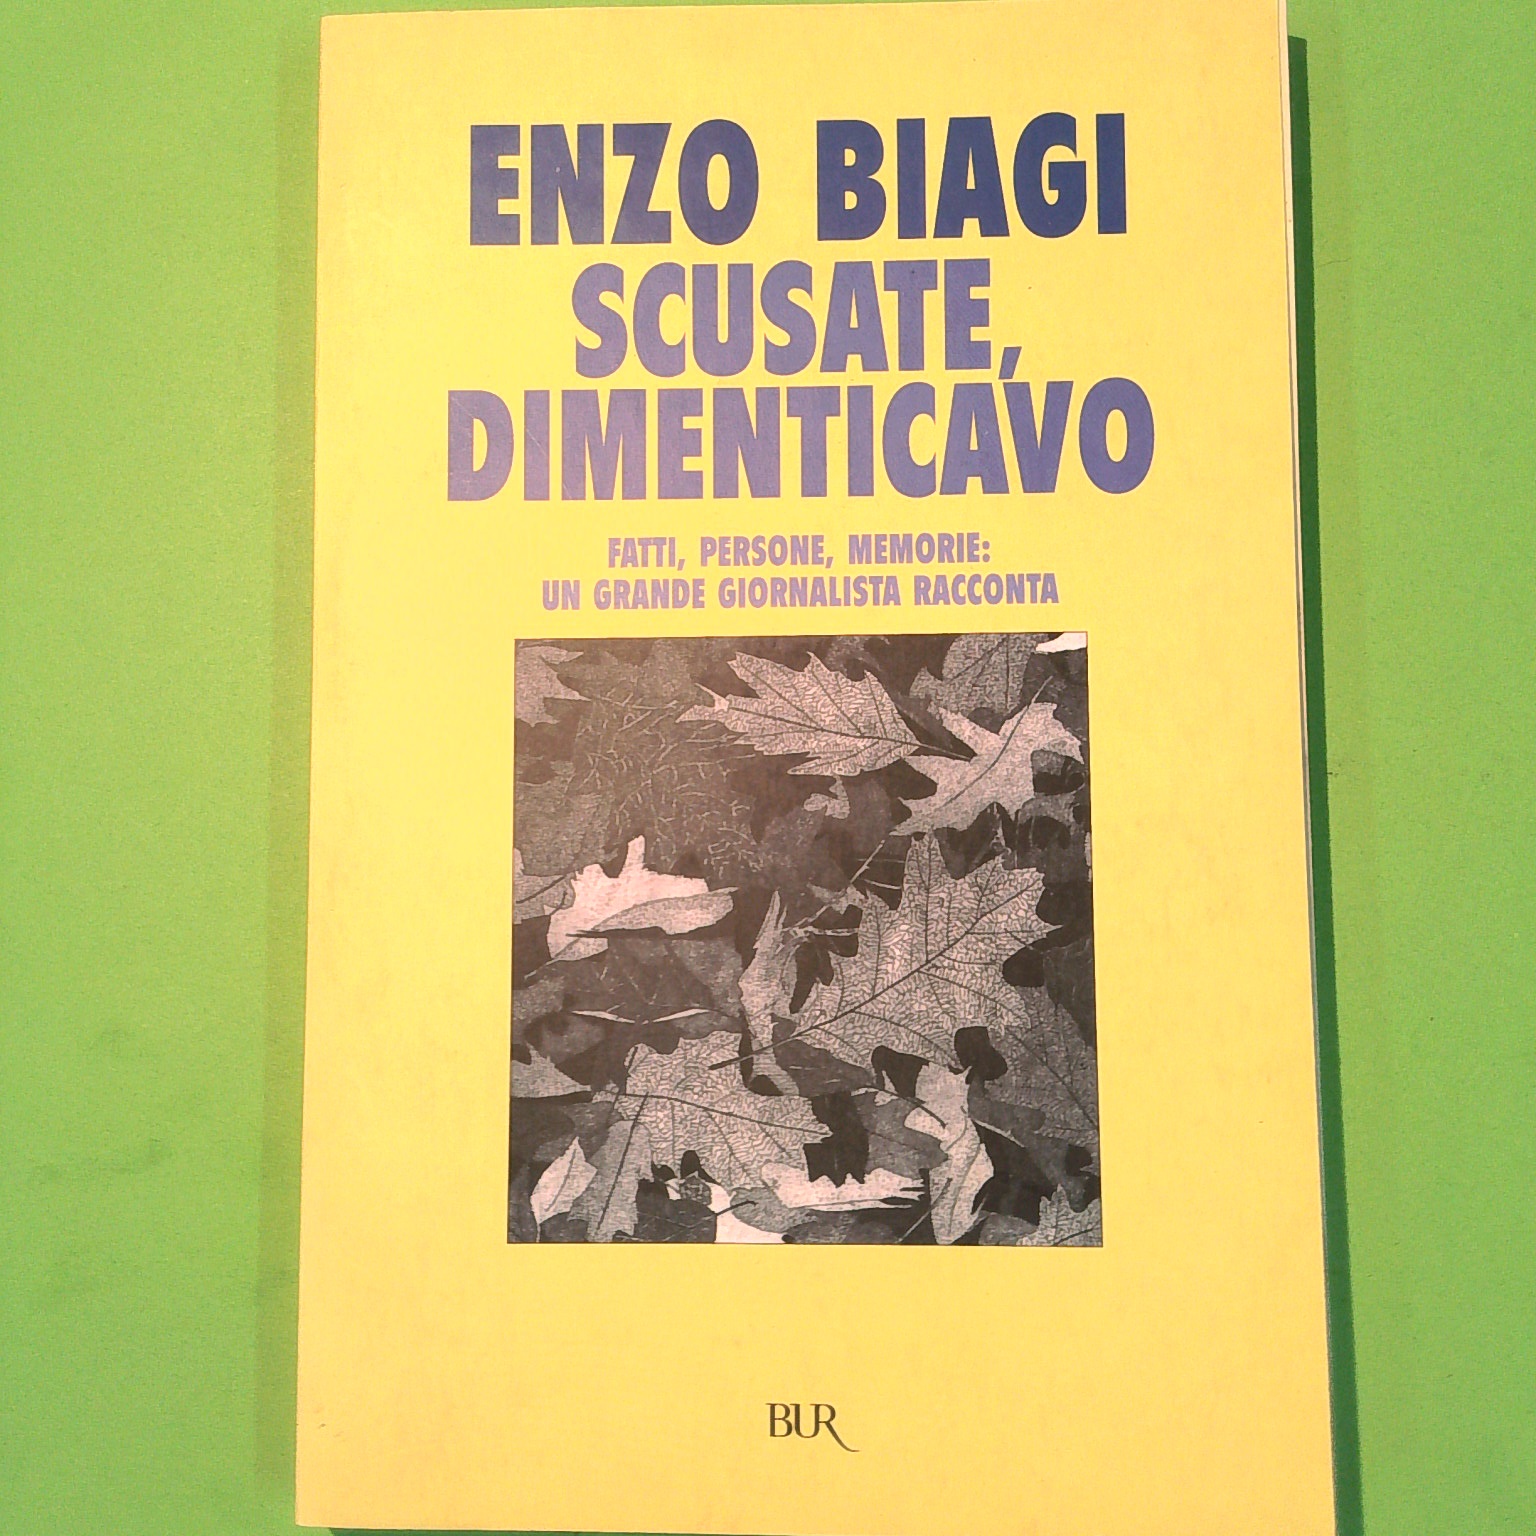 ENZO BIAGI
SCUSATE,
DIMENTICAVO
FATTI, PERSONE, MEMORIE:
UN GRANDE GIORNALISTA RACCONTA
BUR